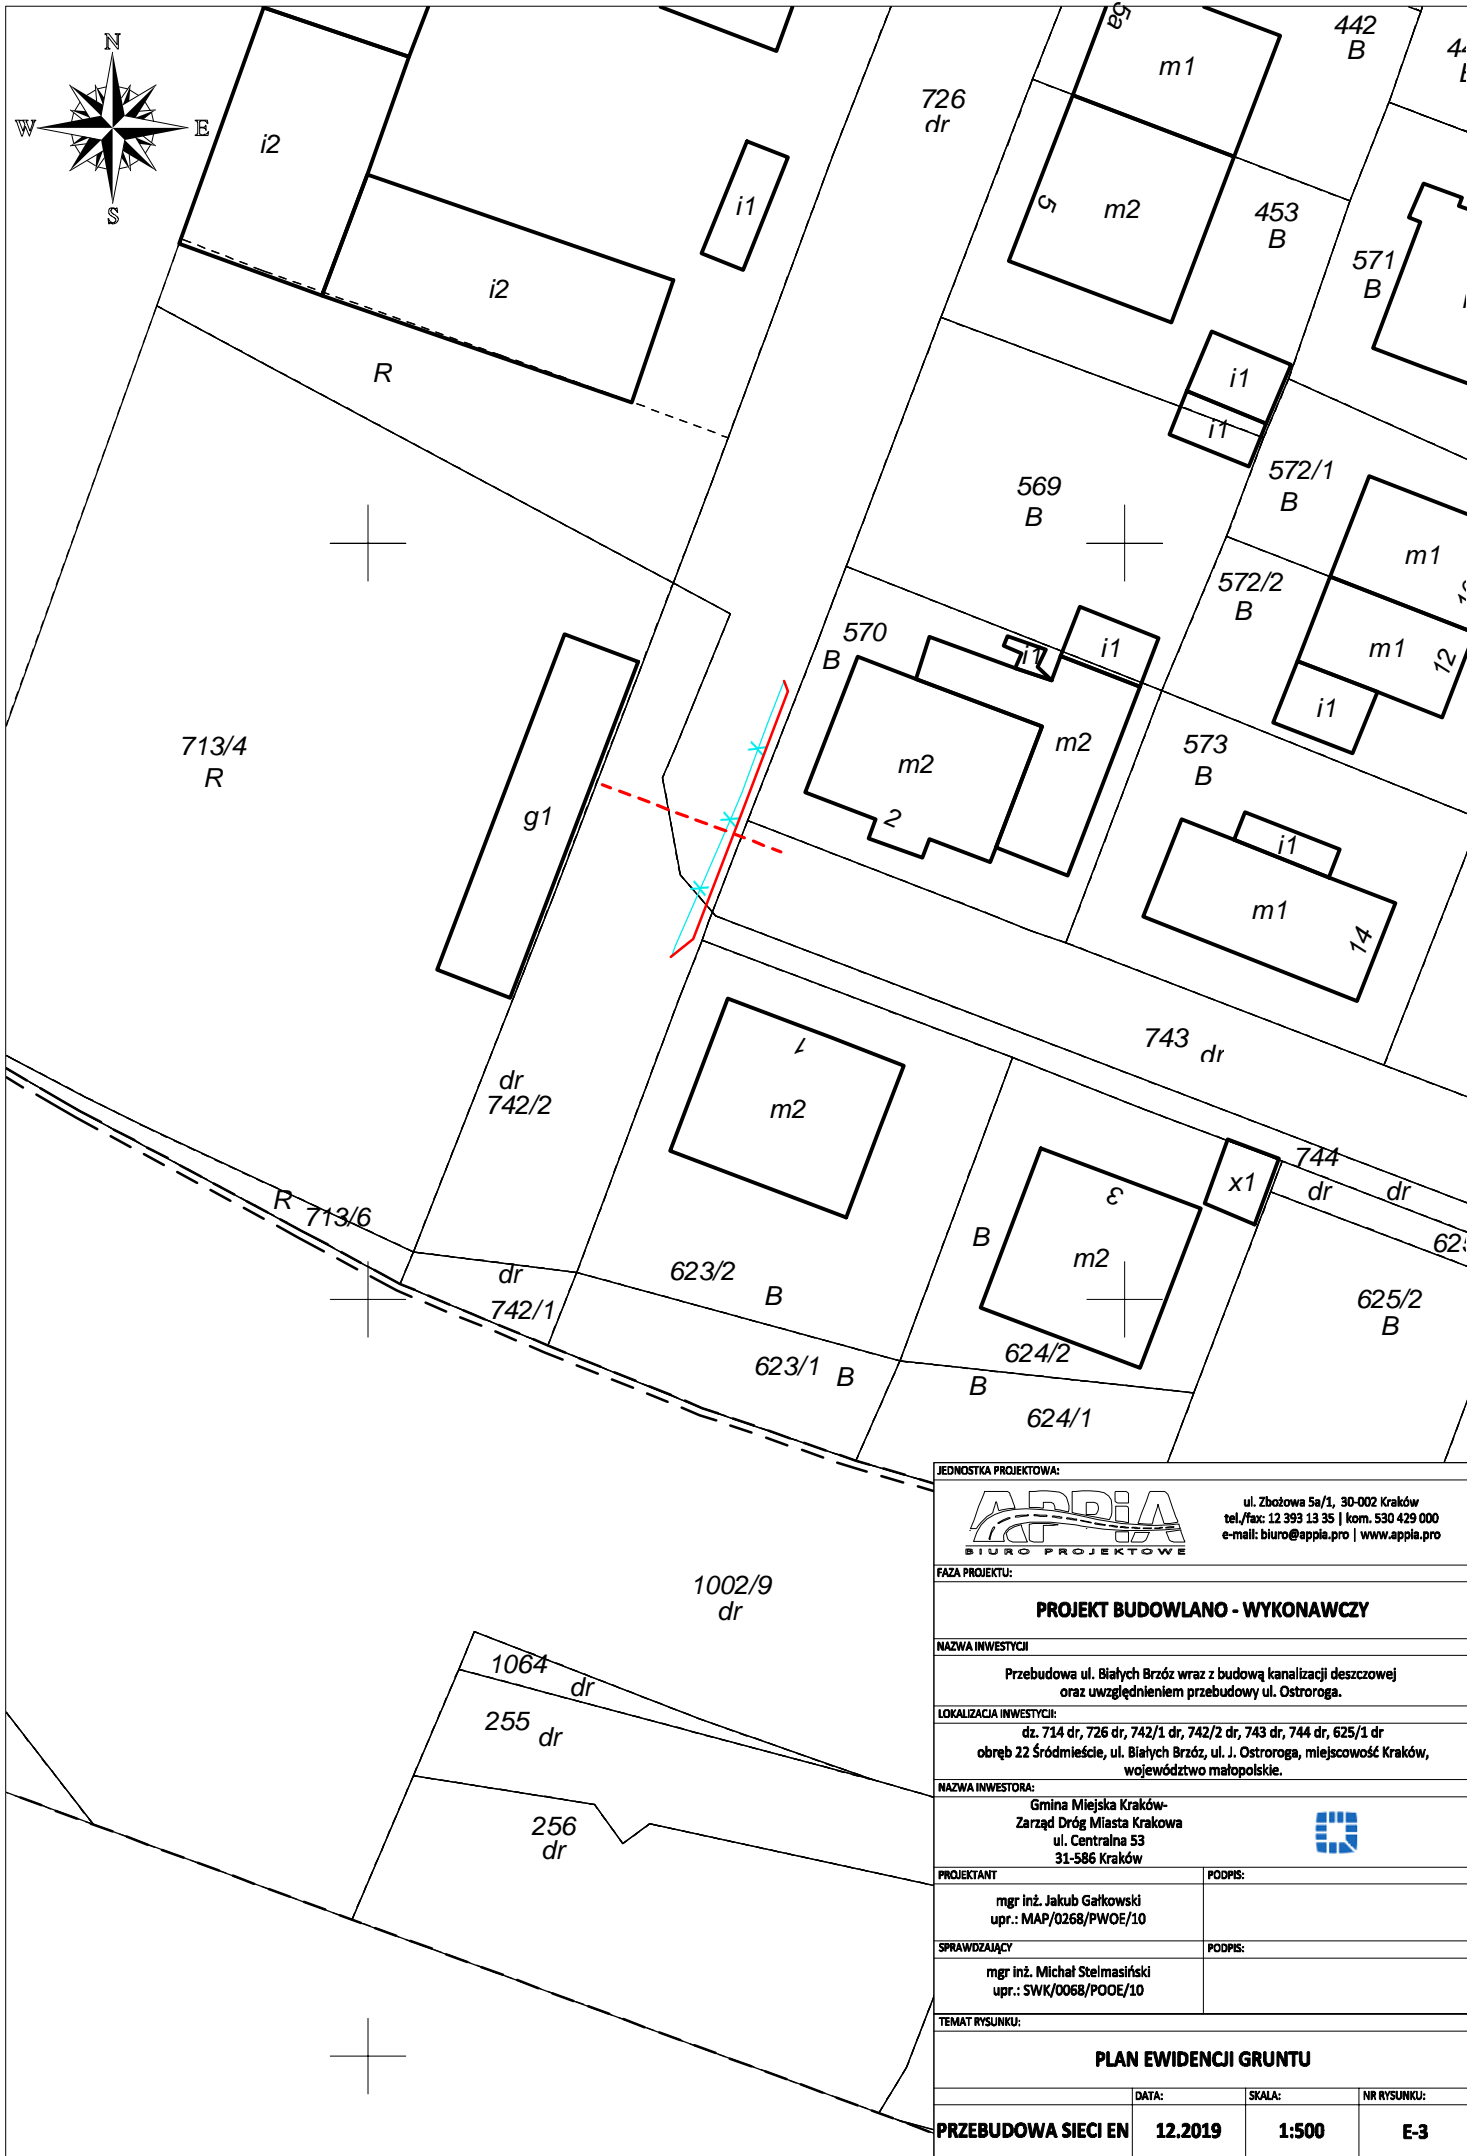 N
W E
S
i2
i2
i1
R
726
dr
5a
m1
442
B
5
m2
453
B
571
B
i1
i1
569
B
572/1
B
m1
572/2
B
m1
12
i1
570
B
i1
i1
m2
m2
2
573
B
i1
m1
14
713/4
R
g1
743 dr
1
m2
dr
742/2
744
dr dr
x1
3
m2
B
R 713/6
dr
742/1
623/2
B
623/1 B
624/2
B
624/1
625/2
B
1002/9
dr
1064
dr
255 dr
256
dr
JEDNOSTKA PROJEKTOWA:
APPiA
BIURO PROJEKTOWE
ul. Zbożowa 5a/1, 30-002 Kraków
tel./fax: 12 393 13 35 | kom. 530 429 000
e-mail: biuro@appia.pro | www.appia.pro
FAZA PROJEKTU:
PROJEKT BUDOWLANO - WYKONAWCZY
NAZWA INWESTYCJI
Przebudowa ul. Białych Brzóz wraz z budową kanalizacji deszczowej
oraz uwzględnieniem przebudowy ul. Ostroroga.
LOKALIZACJA INWESTYCJI:
dz. 714 dr, 726 dr, 742/1 dr, 742/2 dr, 743 dr, 744 dr, 625/1 dr
obręb 22 Śródmieście, ul. Białych Brzóz, ul. J. Ostroroga, miejscowość Kraków,
województwo małopolskie.
NAZWA INWESTORA:
Gmina Miejska Kraków-
Zarząd Dróg Miasta Krakowa
ul. Centralna 53
31-586 Kraków
PROJEKTANT PODPIS:
mgr inż. Jakub Gałkowski
upr.: MAP/0268/PWOE/10
SPRAWDZAJĄCY PODPIS:
mgr inż. Michał Stelmasiński
upr.: SWK/0068/POOE/10
TEMAT RYSUNKU:
PLAN EWIDENCJI GRUNTU
DATA: SKALA: NR RYSUNKU:
PRZEBUDOWA SIECI EN 12.2019 1:500 E-3